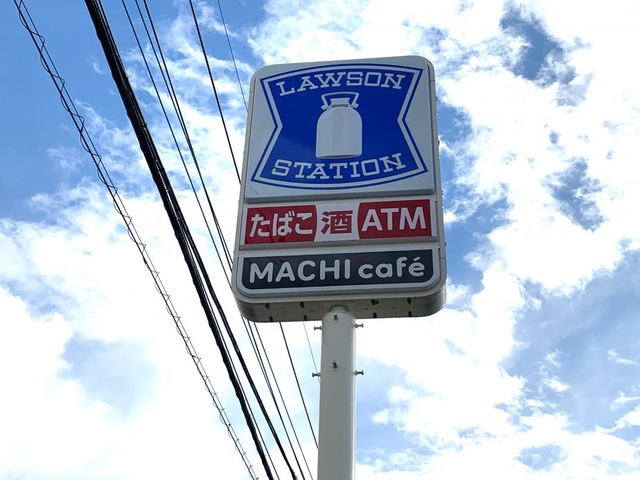 LAWSON
STATION
たばこ 酒 ATM
MACHI café